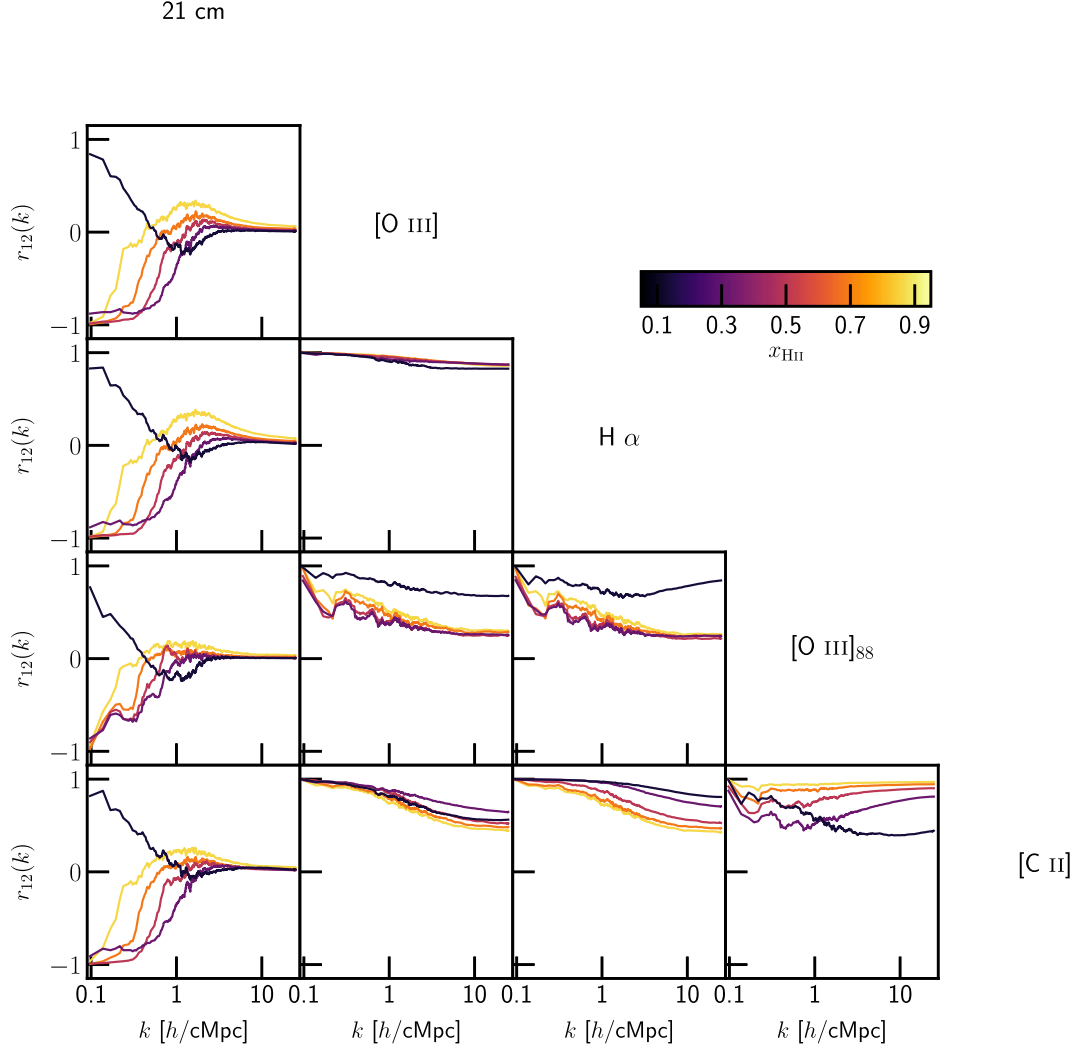 21 cm
1
0
−1
r₁₂(k)
[O III]
0.1 0.3 0.5 0.7 0.9
x_HII
1
0
−1
r₁₂(k)
H α
1
0
−1
r₁₂(k)
[O III]₈₈
1
0
−1
r₁₂(k)
[C II]
0.1 1 10 0.1 1 10 0.1 1 10 0.1 1 10
k [h/cMpc] k [h/cMpc] k [h/cMpc] k [h/cMpc]